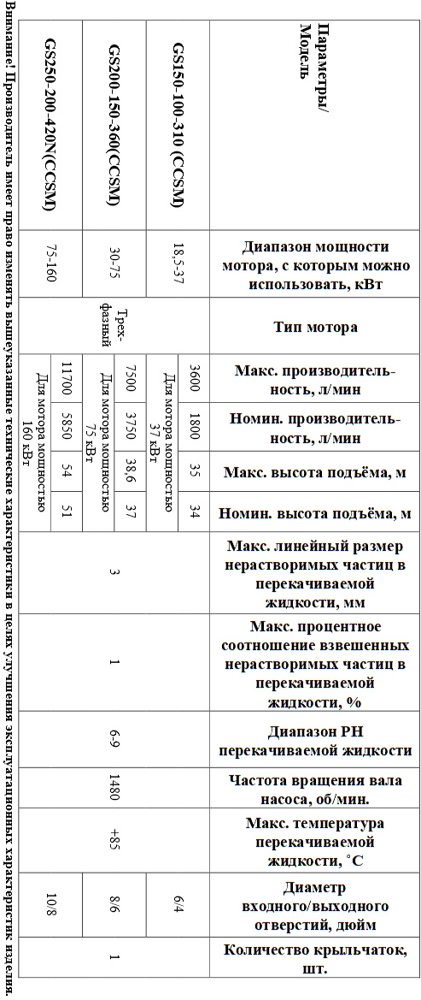 Параметры/
Модель
Диапазон мощности
мотора, с которым можно
использовать, кВт
Тип мотора
Макс. производитель-
ность, л/мин
Номин. производитель-
ность, л/мин
Макс. высота подъёма, м
Номин. высота подъёма, м
Макс. линейный размер
нерастворимых частиц в
перекачиваемой
жидкости, мм
Макс. процентное
соотношение взвешенных
нерастворимых частиц в
перекачиваемой
жидкости, %
Диапазон PH
перекачиваемой жидкости
Частота вращения вала
насоса, об/мин.
Макс. температура
перекачиваемой
жидкости, ˚С
Диаметр
входного/выходного
отверстий, дюйм
Количество крыльчаток,
шт.
GS150-100-310 (CCSM)
18,5-37
3600
1800
35
34
Для мотора мощностью
37 кВт
6/4
GS200-150-360(CCSM)
30-75
Трех-
фазный
7500
3750
38,6
37
Для мотора мощностью
75 кВт
3
1
6-9
1480
+85
8/6
1
GS250-200-420N(CCSM)
75-160
11700
5850
54
51
Для мотора мощностью
160 кВт
10/8
Внимание! Производитель имеет право изменять вышеуказанные технические характеристики в целях улучшения эксплуатационных характеристик изделия.